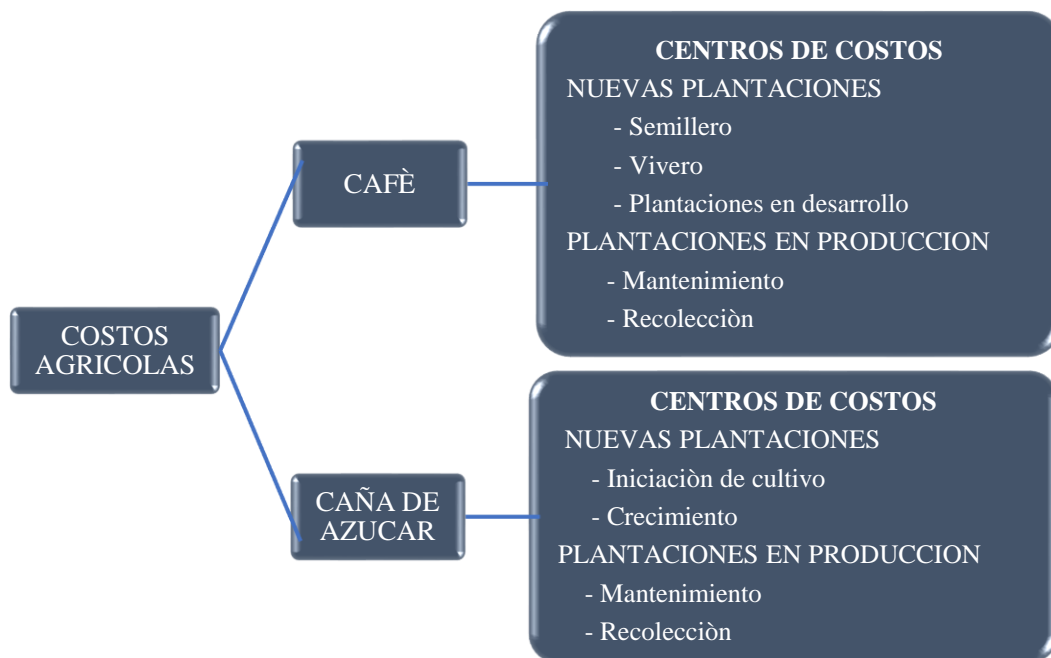 COSTOS
AGRICOLAS
CAFÈ
CENTROS DE COSTOS
NUEVAS PLANTACIONES
- Semillero
- Vivero
- Plantaciones en desarrollo
PLANTACIONES EN PRODUCCION
- Mantenimiento
- Recolecciòn
CAÑA DE
AZUCAR
CENTROS DE COSTOS
NUEVAS PLANTACIONES
- Iniciaciòn de cultivo
- Crecimiento
PLANTACIONES EN PRODUCCION
- Mantenimiento
- Recolecciòn